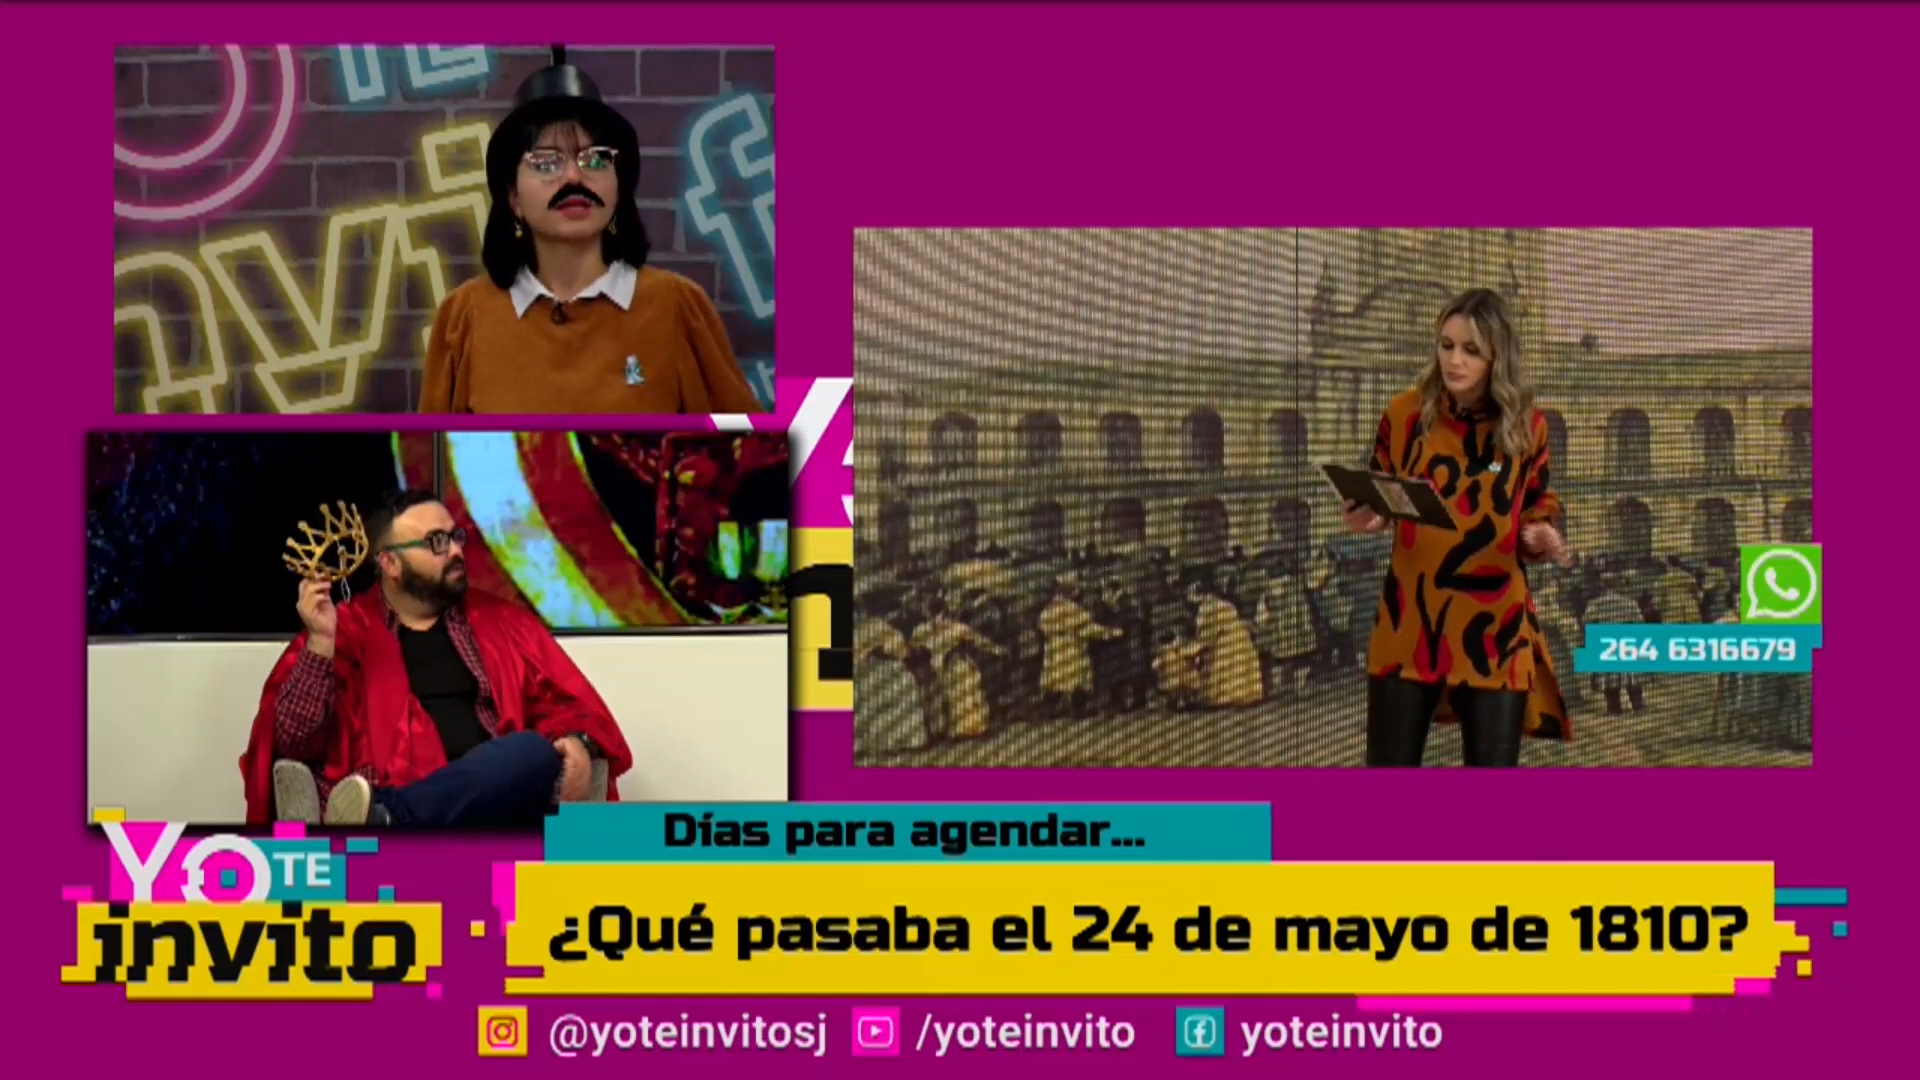 264 6316679
Días para agendar...
YO TE
invito
¿Qué pasaba el 24 de mayo de 1810?
@yoteinvitosj /yoteinvito yoteinvito